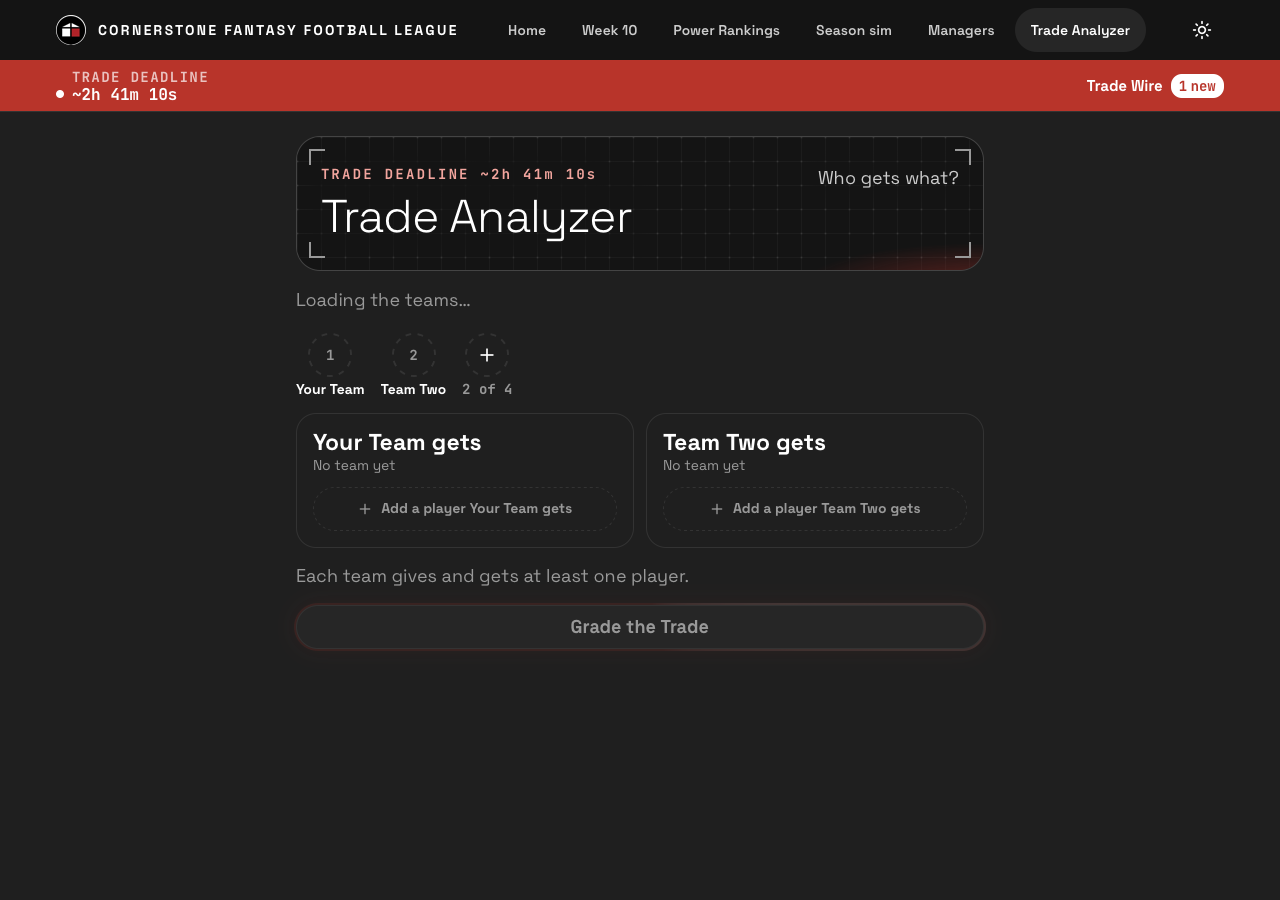 CORNERSTONE FANTASY FOOTBALL LEAGUE
Home
Week 10
Power Rankings
Season sim
Managers
Trade Analyzer
TRADE DEADLINE
~2h 41m 10s
Trade Wire
1 new
TRADE DEADLINE ~2h 41m 10s
Who gets what?
Trade Analyzer
Loading the teams…
1
2
+
Your Team
Team Two
2 of 4
Your Team gets
No team yet
+ Add a player Your Team gets
Team Two gets
No team yet
+ Add a player Team Two gets
Each team gives and gets at least one player.
Grade the Trade